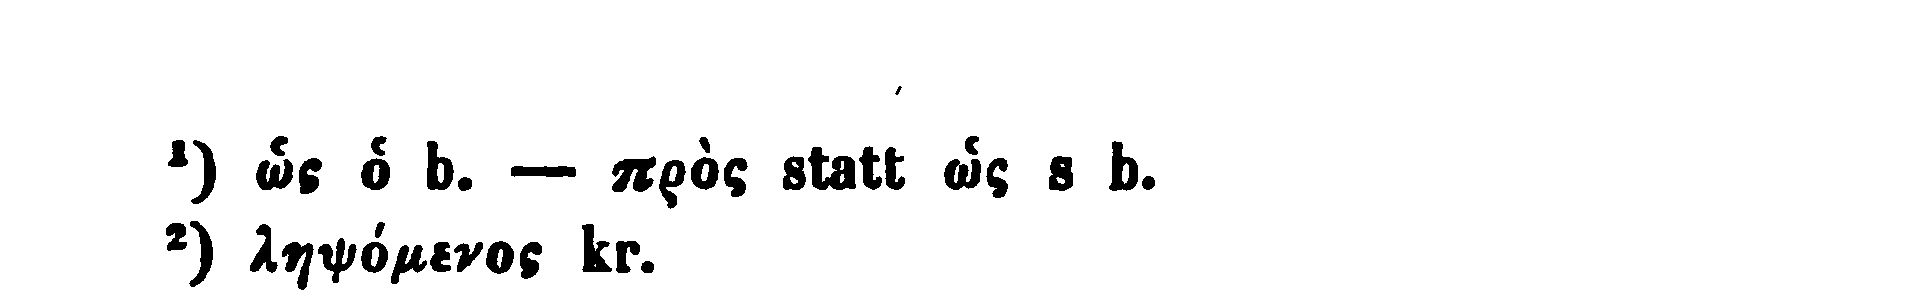 ¹) ὥς ὅ b. — πρὸς statt ὥς s b.
²) ληψόμενος kr.